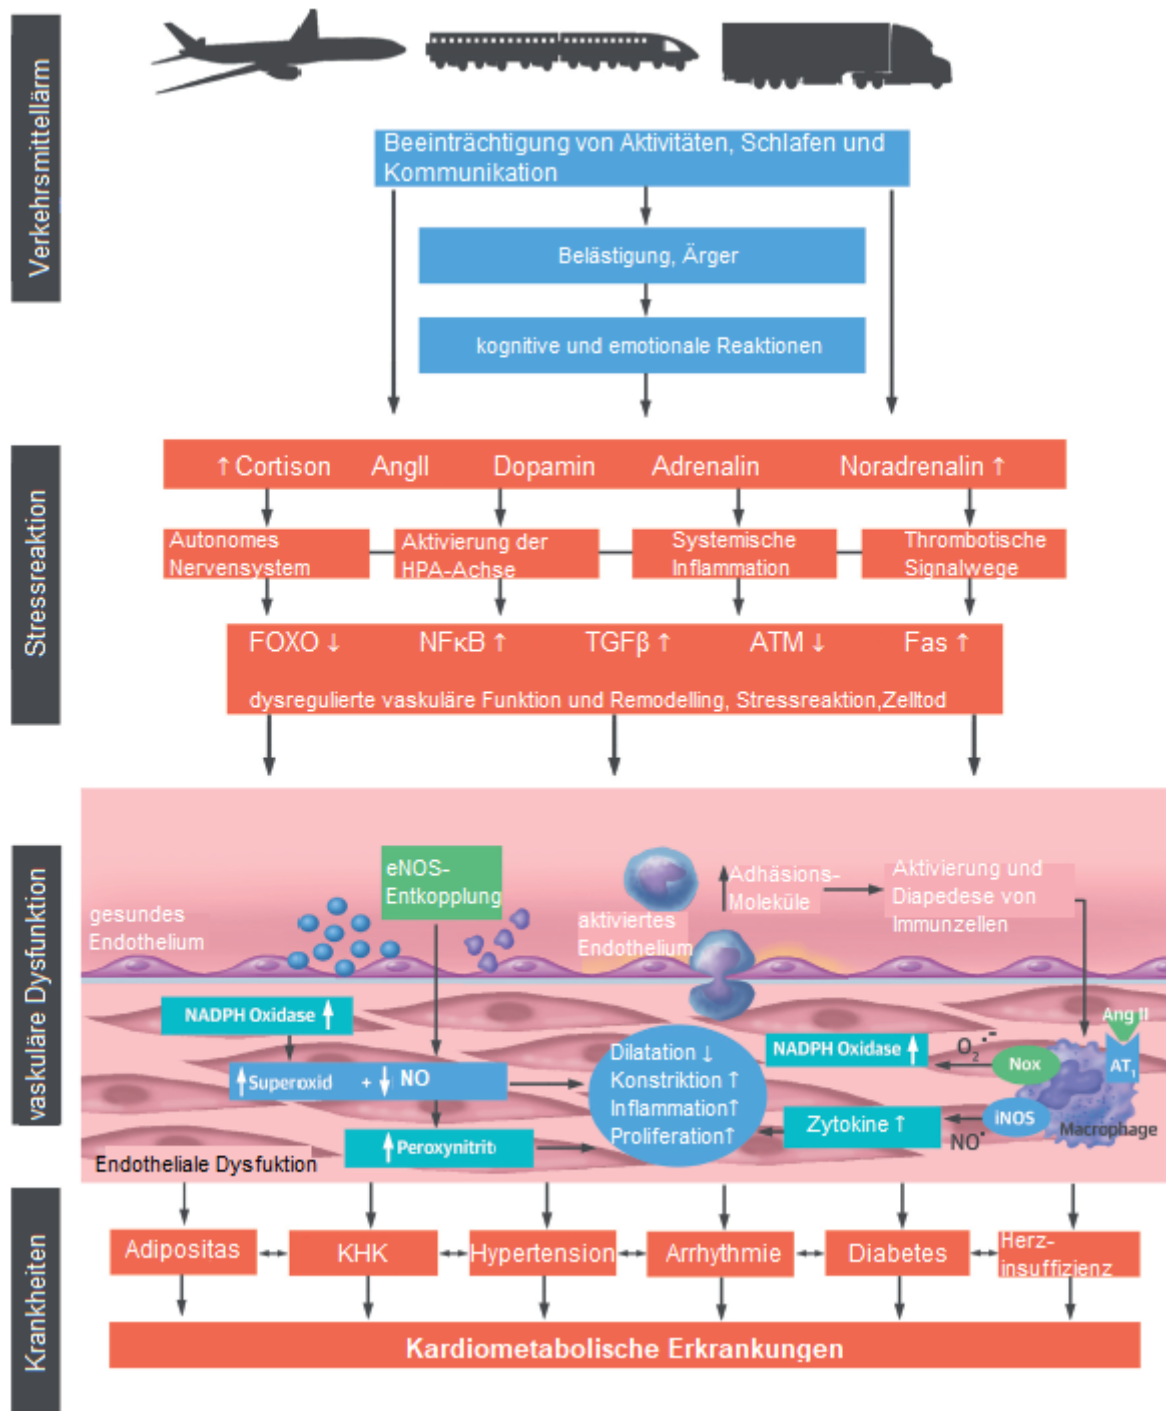 Verkehrsmittellärm
Beeinträchtigung von Aktivitäten, Schlafen und
Kommunikation
Belästigung, Ärger
kognitive und emotionale Reaktionen
Stressreaktion
↑ Cortison AngII Dopamin Adrenalin Noradrenalin ↑
Autonomes
Nervensystem
Aktivierung der
HPA-Achse
Systemische
Inflammation
Thrombotische
Signalwege
FOXO ↓ NFκB ↑ TGFβ ↑ ATM ↓ Fas ↑
dysregulierte vaskuläre Funktion und Remodelling, Stressreaktion,Zelltod
vaskuläre Dysfunktion
gesundes
Endothelium
eNOS-
Entkopplung
aktiviertes
Endothelium
↑ Adhäsions-
Moleküle
Aktivierung und
Diapedese von
Immunzellen
NADPH Oxidase ↑
↑ Superoxid + ↓ NO
↑ Peroxynitrit
Endotheliale Dysfuktion
Dilatation ↓
Konstriktion ↑
Inflammation↑
Proliferation↑
NADPH Oxidase ↑
O₂•-
Nox
Ang II
AT₁
Zytokine ↑
NO•
iNOS
Macrophage
Krankheiten
Adipositas
KHK
Hypertension
Arrhythmie
Diabetes
Herz-
insuffizienz
Kardiometabolische Erkrankungen